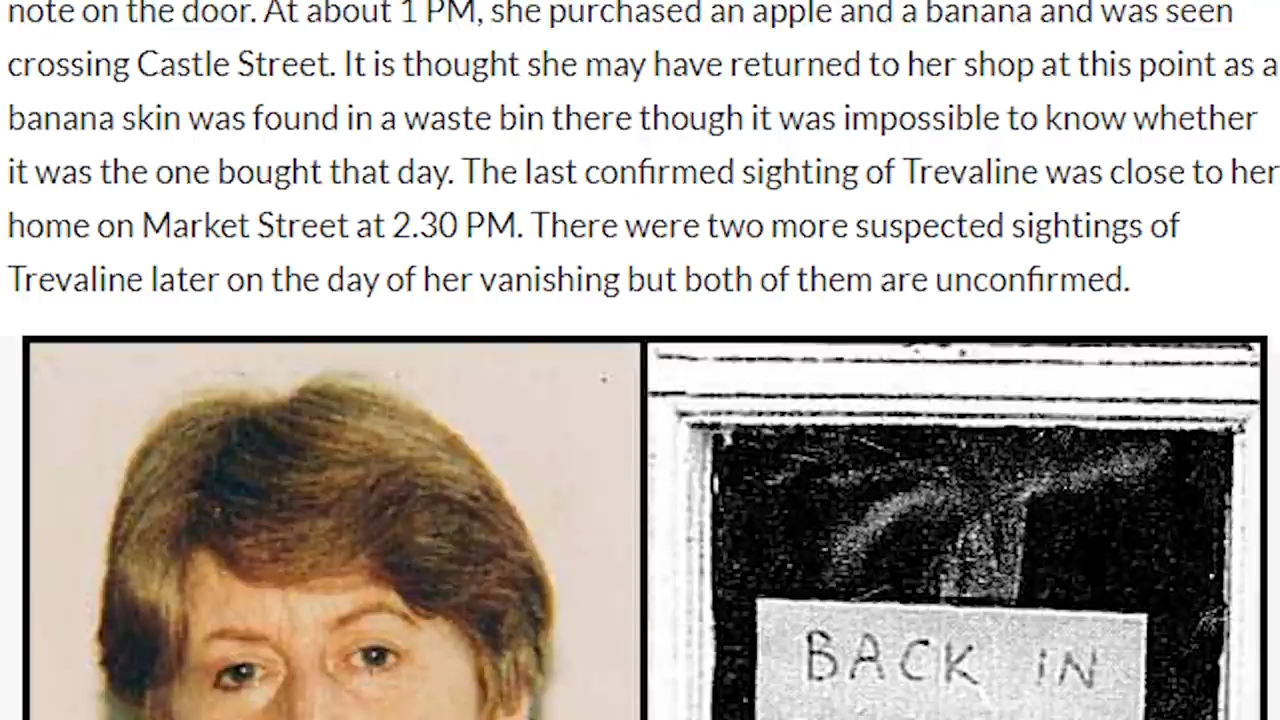 note on the door. At about 1 PM, she purchased an apple and a banana and was seen
crossing Castle Street. It is thought she may have returned to her shop at this point as a
banana skin was found in a waste bin there though it was impossible to know whether
it was the one bought that day. The last confirmed sighting of Trevaline was close to her
home on Market Street at 2.30 PM. There were two more suspected sightings of
Trevaline later on the day of her vanishing but both of them are unconfirmed.
BACK iN